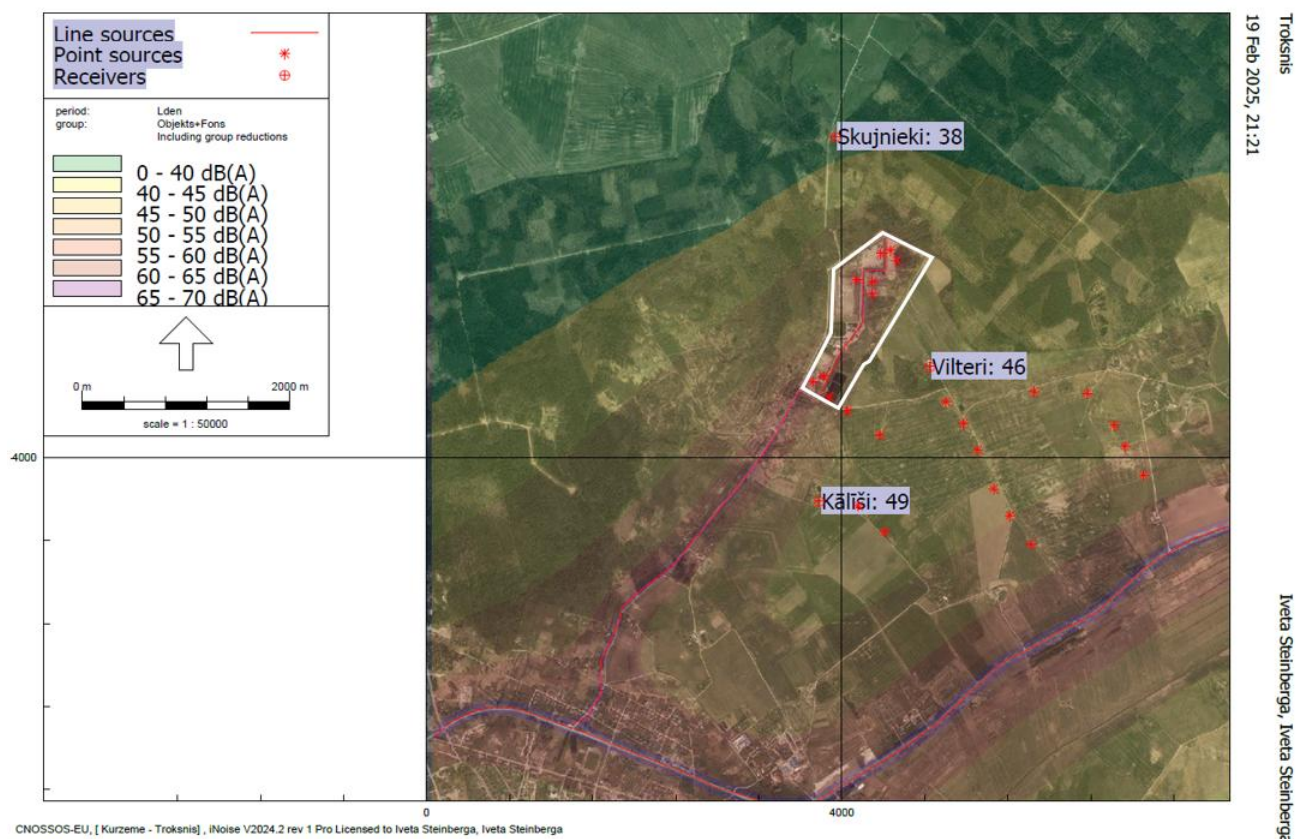 Line sources
Point sources
Receivers
period: Lden
group: Objekts+Fons
Including group reductions
0 - 40 dB(A)
40 - 45 dB(A)
45 - 50 dB(A)
50 - 55 dB(A)
55 - 60 dB(A)
60 - 65 dB(A)
65 - 70 dB(A)
0 m 2000 m
scale = 1 : 50000
Skujnieki: 38
Vilteri: 46
-4000
Kālīši: 49
0 4000
CNOSSOS-EU, [ Kurzeme - Troksnis] , iNoise V2024.2 rev 1 Pro Licensed to Iveta Steinberga, Iveta Steinberga
Troksnis
19 Feb 2025, 21:21
Iveta Steinberga, Iveta Steinberga